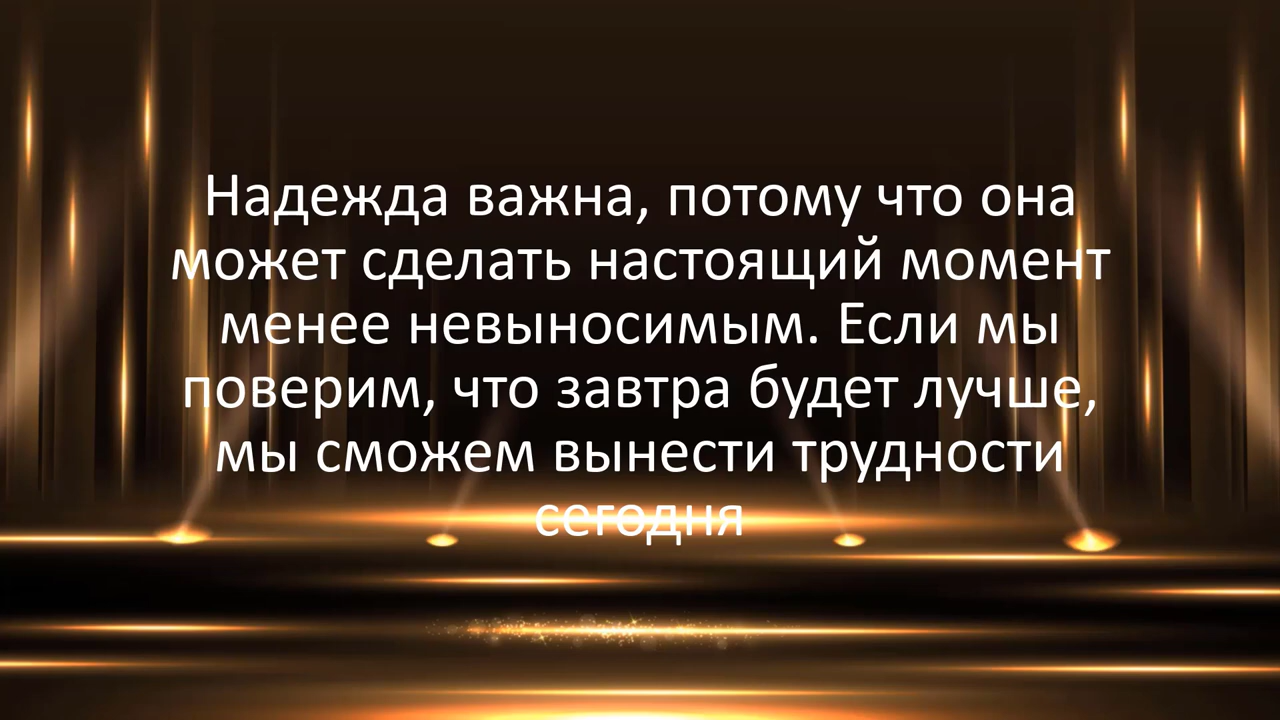 Надежда важна, потому что она
может сделать настоящий момент
менее невыносимым. Если мы
поверим, что завтра будет лучше,
мы сможем вынести трудности
сегодня